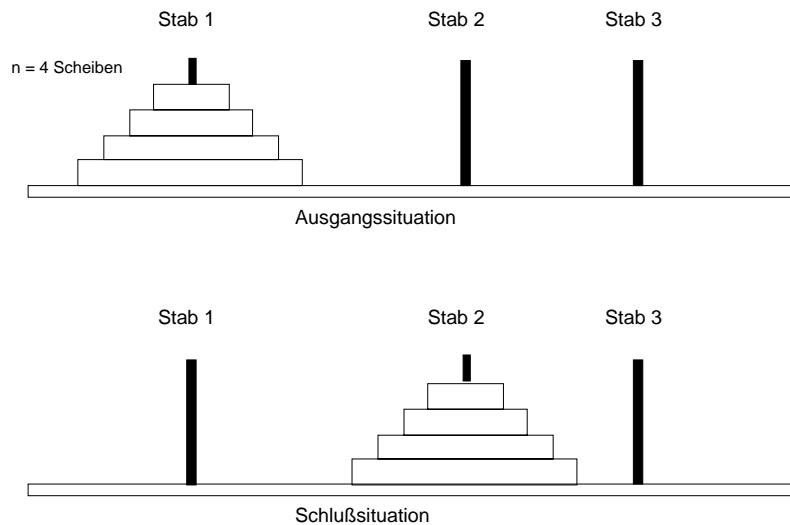 Stab 1 Stab 2 Stab 3
n = 4 Scheiben
Ausgangssituation
Stab 1 Stab 2 Stab 3
Schlußsituation